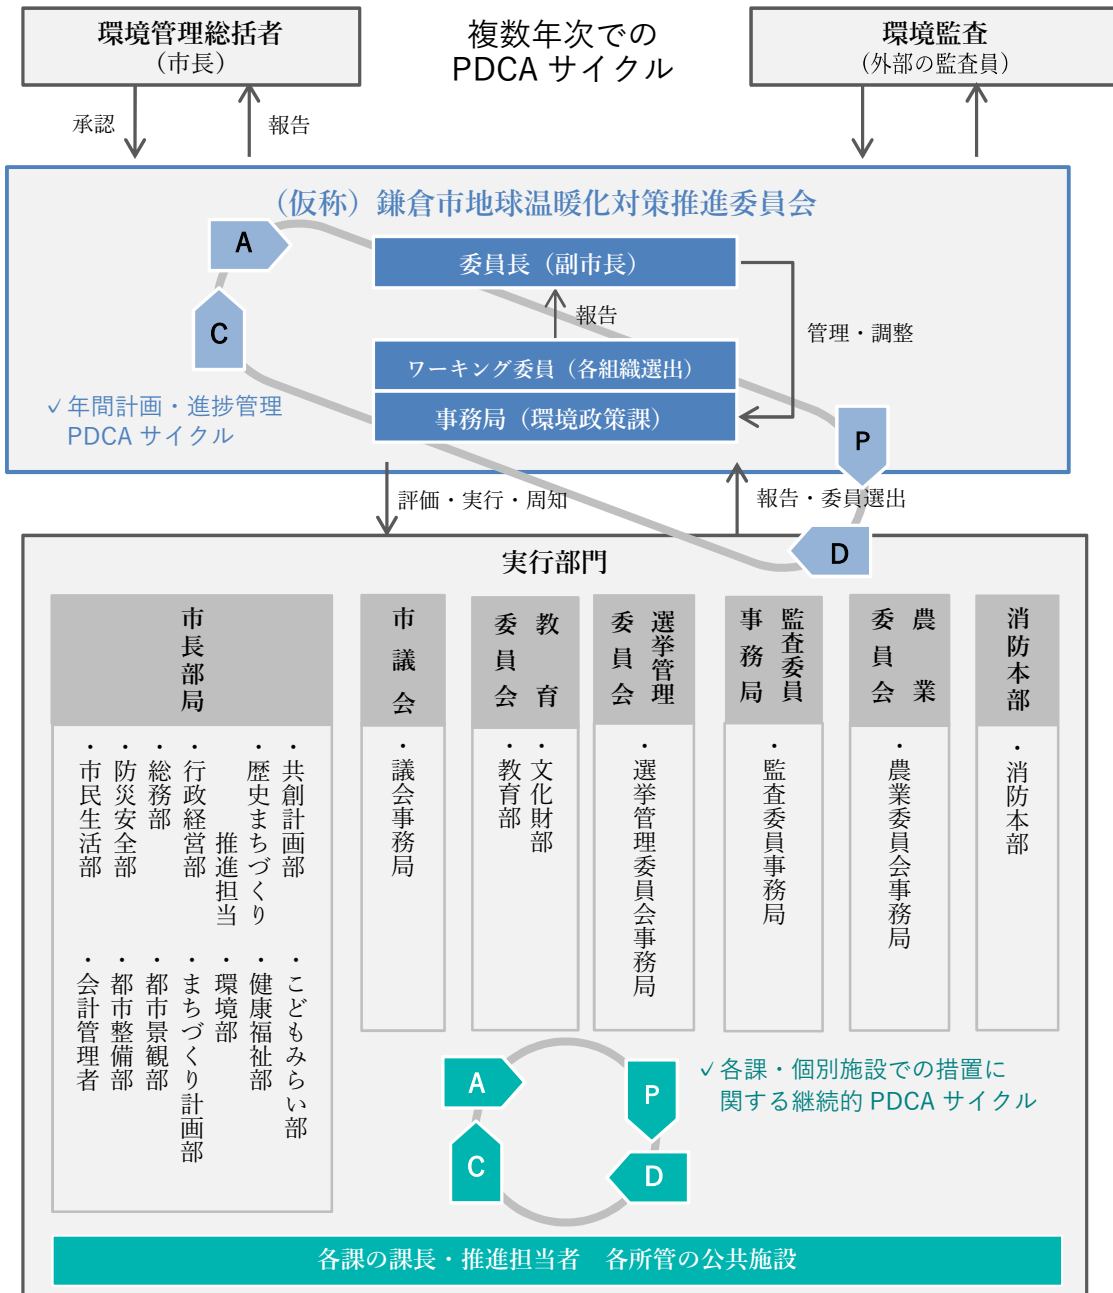 環境管理総括者
（市長）
複数年次での
PDCA サイクル
環境監査
（外部の監査員）
承認
報告
（仮称）鎌倉市地球温暖化対策推進委員会
A
委員長（副市長）
C
報告
管理・調整
ワーキング委員（各組織選出）
事務局（環境政策課）
✓年間計画・進捗管理
PDCA サイクル
P
評価・実行・周知
報告・委員選出
D
実行部門
市長部局
・共創計画部
・歴史まちづくり
推進担当
・行政経営部
・総務部
・防災安全部
・市民生活部
・こどもみらい部
・健康福祉部
・環境部
・まちづくり計画部
・都市景観部
・都市整備部
・会計管理者
市議会
・議会事務局
教育
委員会
・文化財部
・教育部
選挙管理
委員会
・選挙管理委員会事務局
監査委員
事務局
・監査委員事務局
農業
委員会
・農業委員会事務局
消防本部
・消防本部
A
P
C
D
✓各課・個別施設での措置に
関する継続的 PDCA サイクル
各課の課長・推進担当者　各所管の公共施設